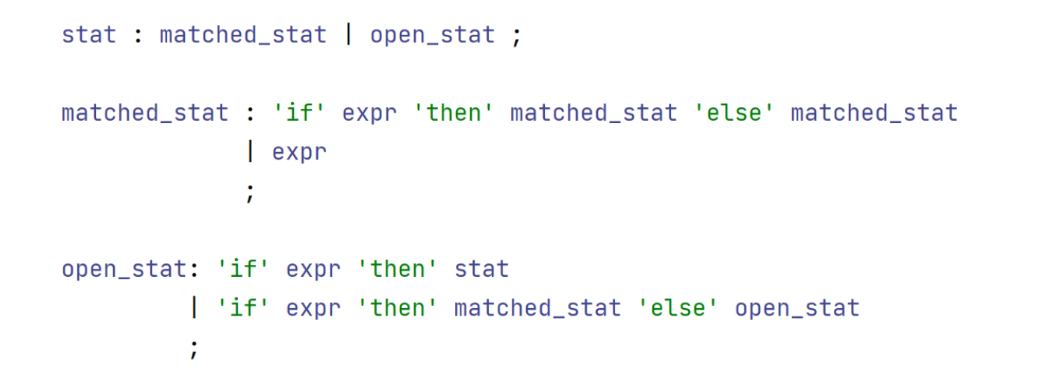 stat : matched_stat | open_stat ;
matched_stat : 'if' expr 'then' matched_stat 'else' matched_stat
| expr
;
open_stat: 'if' expr 'then' stat
| 'if' expr 'then' matched_stat 'else' open_stat
;